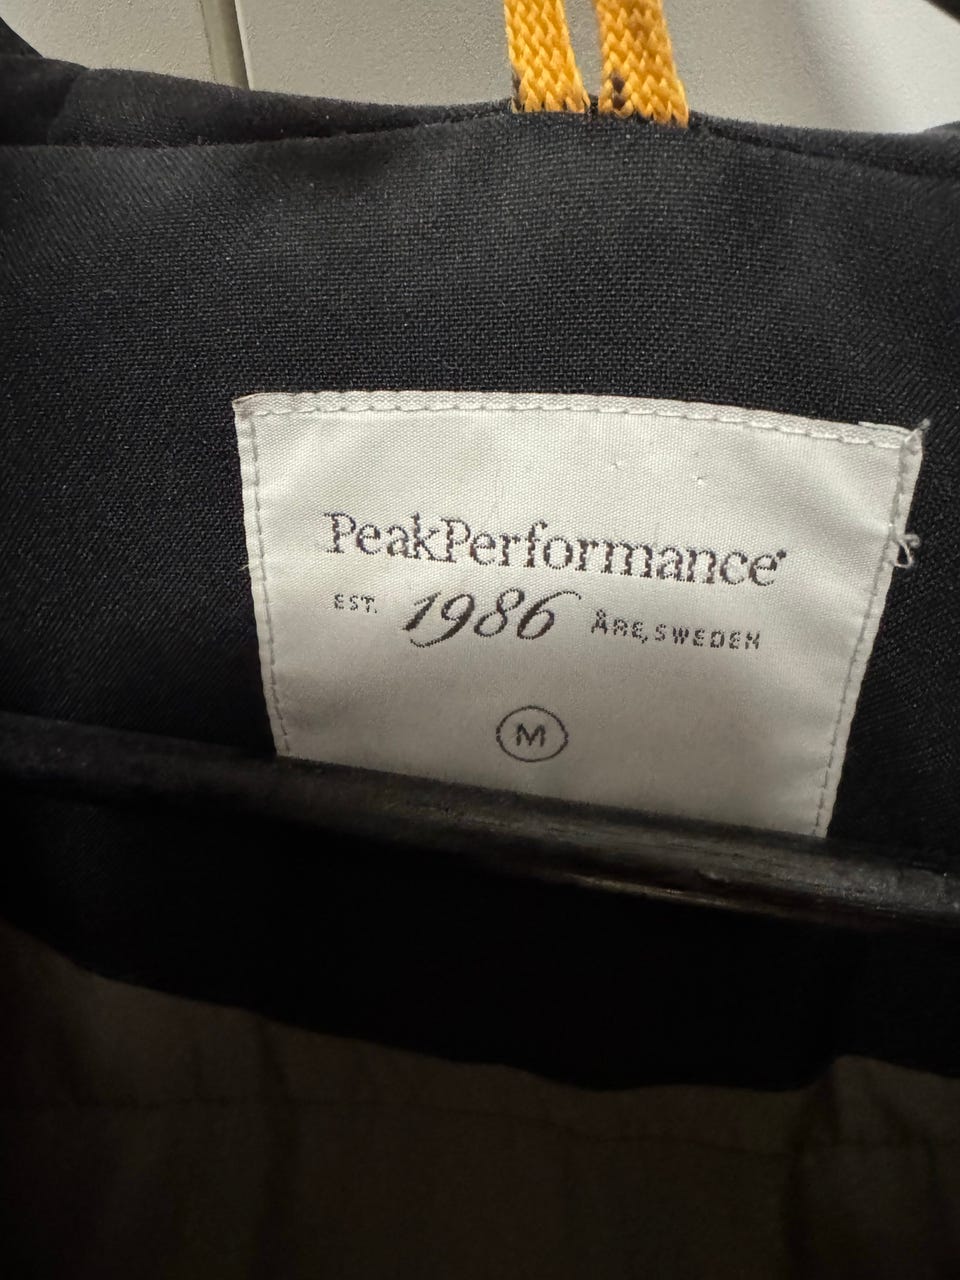 PeakPerformance
EST. 1986 ÅRE, SWEDEN
M